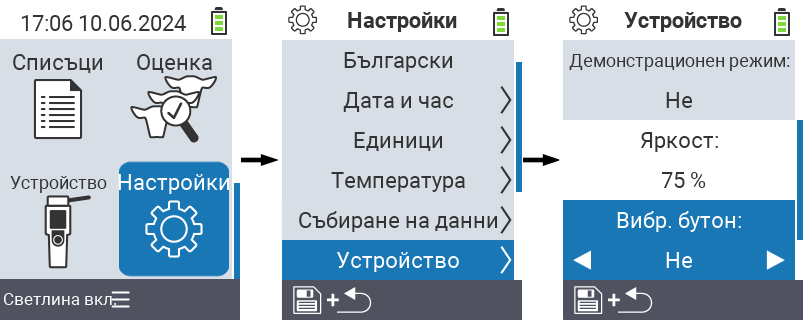 17:06 10.06.2024
Списъци
Оценка
Устройство
Настройки
Светлина вкл.
Настройки
Български
Дата и час
Единици
Температура
Събиране на данни
Устройство
+
Устройство
Демонстрационен режим:
Не
Яркост:
75 %
Вибр. бутон:
Не
+